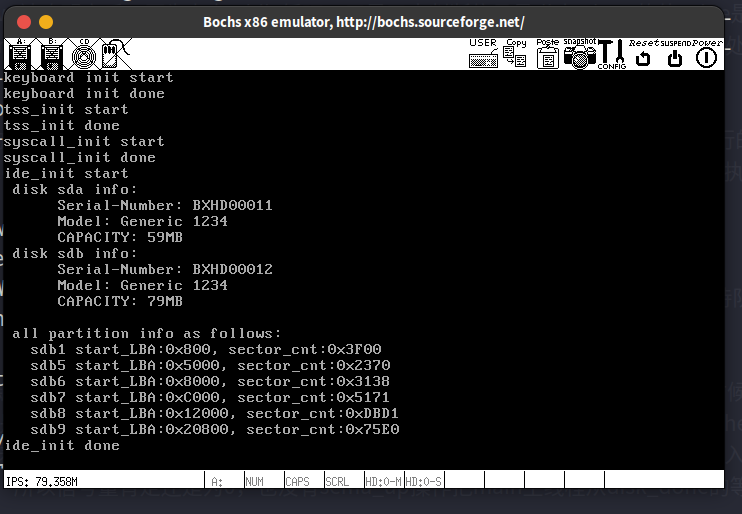 Bochs x86 emulator, http://bochs.sourceforge.net/
A: B: CD USER Copy Paste Snapshot CONFIG Reset SUSPEND Power
keyboard init start
keyboard init done
tss_init start
tss_init done
syscall_init start
syscall_init done
ide_init start
disk sda info:
Serial-Number: BXHD00011
Model: Generic 1234
CAPACITY: 59MB
disk sdb info:
Serial-Number: BXHD00012
Model: Generic 1234
CAPACITY: 79MB
all partition info as follows:
sdb1 start_LBA:0x800, sector_cnt:0x3F00
sdb5 start_LBA:0x5000, sector_cnt:0x2370
sdb6 start_LBA:0x8000, sector_cnt:0x3138
sdb7 start_LBA:0xC000, sector_cnt:0x5171
sdb8 start_LBA:0x12000, sector_cnt:0xDBD1
sdb9 start_LBA:0x20800, sector_cnt:0x75E0
ide_init done
IPS: 79.358M A: NUM CAPS SCRL HD:0-M HD:0-S